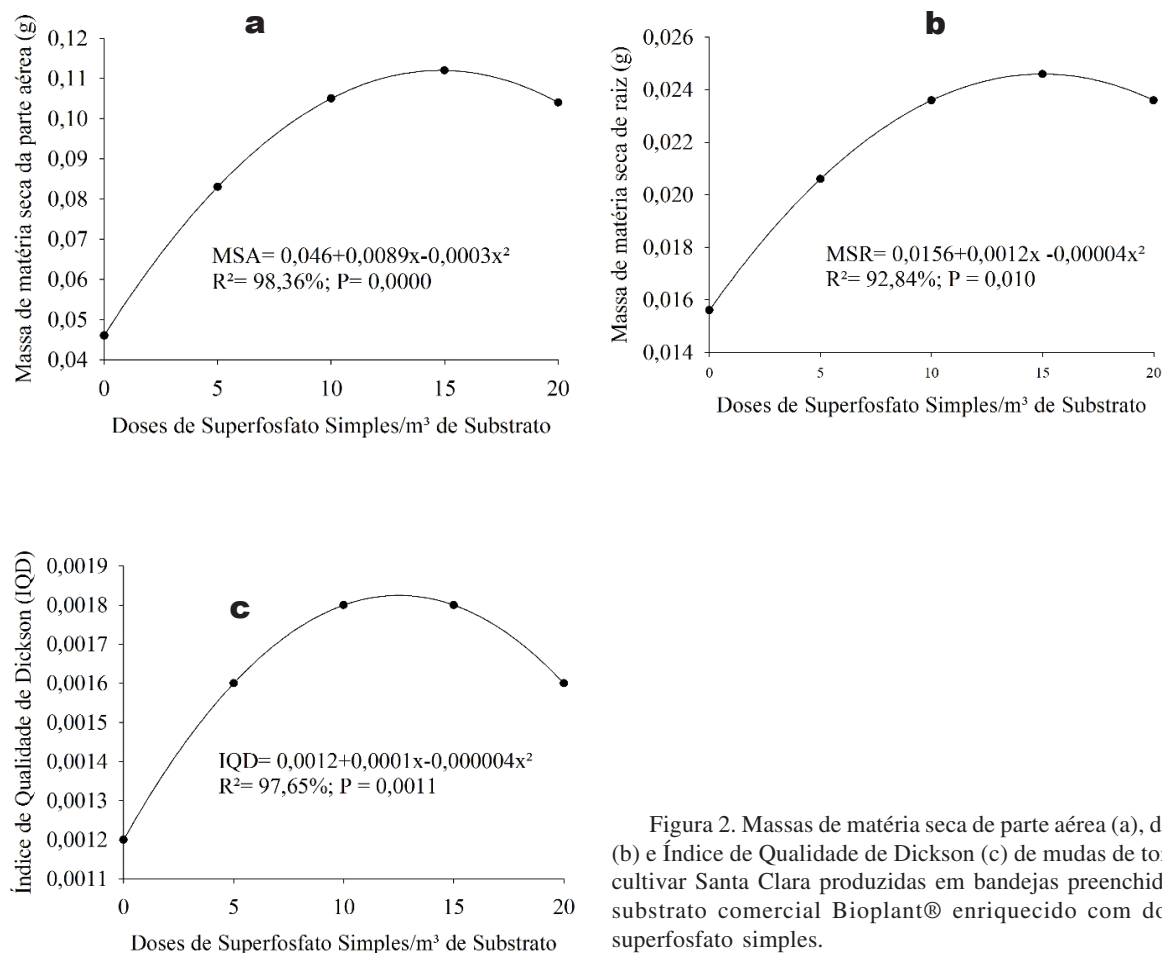 a
Massa de matéria seca da parte aérea (g)
0,12
0,11
0,10
0,09
0,08
0,07
0,06
0,05
0,04
MSA= 0,046+0,0089x-0,0003x²
R²= 98,36%; P= 0,0000
0 5 10 15 20
Doses de Superfosfato Simples/m³ de Substrato
b
Massa de matéria seca de raiz (g)
0,026
0,024
0,022
0,020
0,018
0,016
0,014
MSR= 0,0156+0,0012x -0,00004x²
R²= 92,84%; P = 0,010
0 5 10 15 20
Doses de Superfosfato Simples/m³ de Substrato
c
Índice de Qualidade de Dickson (IQD)
0,0019
0,0018
0,0017
0,0016
0,0015
0,0014
0,0013
0,0012
0,0011
IQD= 0,0012+0,0001x-0,000004x²
R²= 97,65%; P = 0,0011
0 5 10 15 20
Doses de Superfosfato Simples/m³ de Substrato
Figura 2. Massas de matéria seca de parte aérea (a), d
(b) e Índice de Qualidade de Dickson (c) de mudas de
cultivar Santa Clara produzidas em bandejas preenchid
substrato comercial Bioplant® enriquecido com do
superfosfato simples.